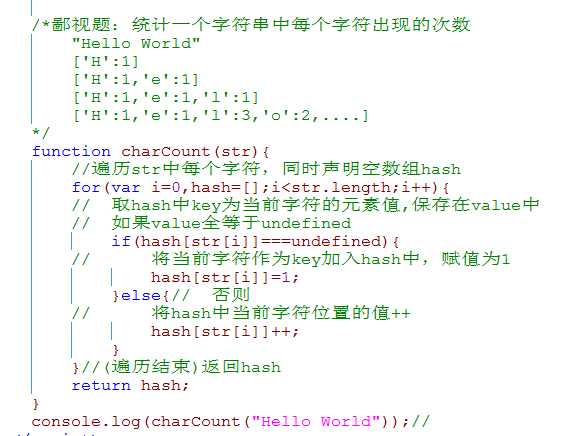 /*鄙视题：统计一个字符串中每个字符出现的次数
"Hello World"
['H':1]
['H':1,'e':1]
['H':1,'e':1,'l':1]
['H':1,'e':1,'l':3,'o':2,....]
*/
function charCount(str){
//遍历str中每个字符，同时声明空数组hash
for(var i=0,hash=[];i<str.length;i++){
// 取hash中key为当前字符的元素值,保存在value中
// 如果value全等于undefined
if(hash[str[i]]===undefined){
// 将当前字符作为key加入hash中，赋值为1
hash[str[i]]=1;
}else{// 否则
// 将hash中当前字符位置的值++
hash[str[i]]++;
}
}//(遍历结束)返回hash
return hash;
}
console.log(charCount("Hello World"));//